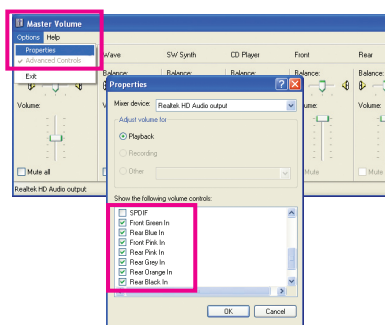 Master Volume
Options Help
Properties
Advanced Controls
Exit
Wave
SW Synth
CD Player
Front
Rear
Balance:
Balance:
Balance:
Balance:
Balance:
Balance:
Volume:
Volume:
Volume:
Mute all
Mute
Mute
Realtek HD Audio output
Properties
Mixer device: Realtek HD Audio output
Adjust volume for
Playback
Recording
Other
Show the following volume controls:
SPDIF
Front Green In
Rear Blue In
Front Pink In
Rear Pink In
Rear Grey In
Rear Orange In
Rear Black In
OK Cancel